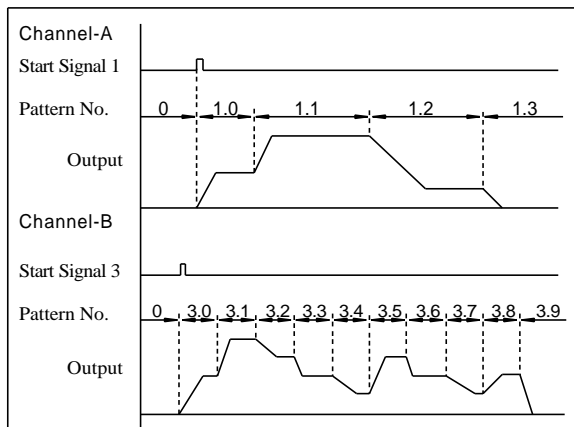 Channel-A
Start Signal 1
Pattern No. 0 1.0 1.1 1.2 1.3
Output
Channel-B
Start Signal 3
Pattern No. 0 3.0 3.1 3.2 3.3 3.4 3.5 3.6 3.7 3.8 3.9
Output